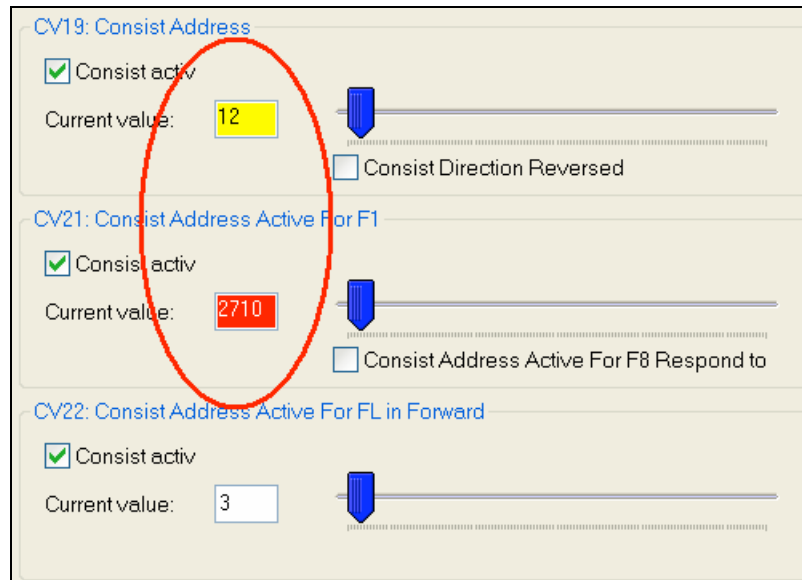 CV19: Consist Address
Consist activ
Current value: 12
Consist Direction Reversed
CV21: Consist Address Active For F1
Consist activ
Current value: 2710
Consist Address Active For F8 Respond to
CV22: Consist Address Active For FL in Forward
Consist activ
Current value: 3